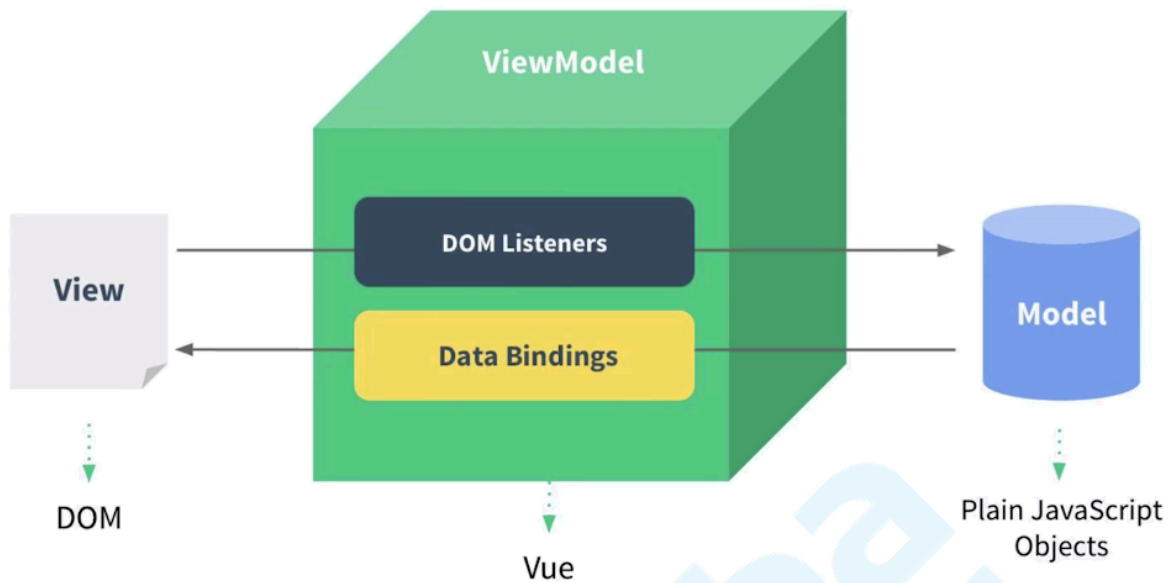 ViewModel
DOM Listeners
View
Model
Data Bindings
DOM
Vue
Plain JavaScript
Objects